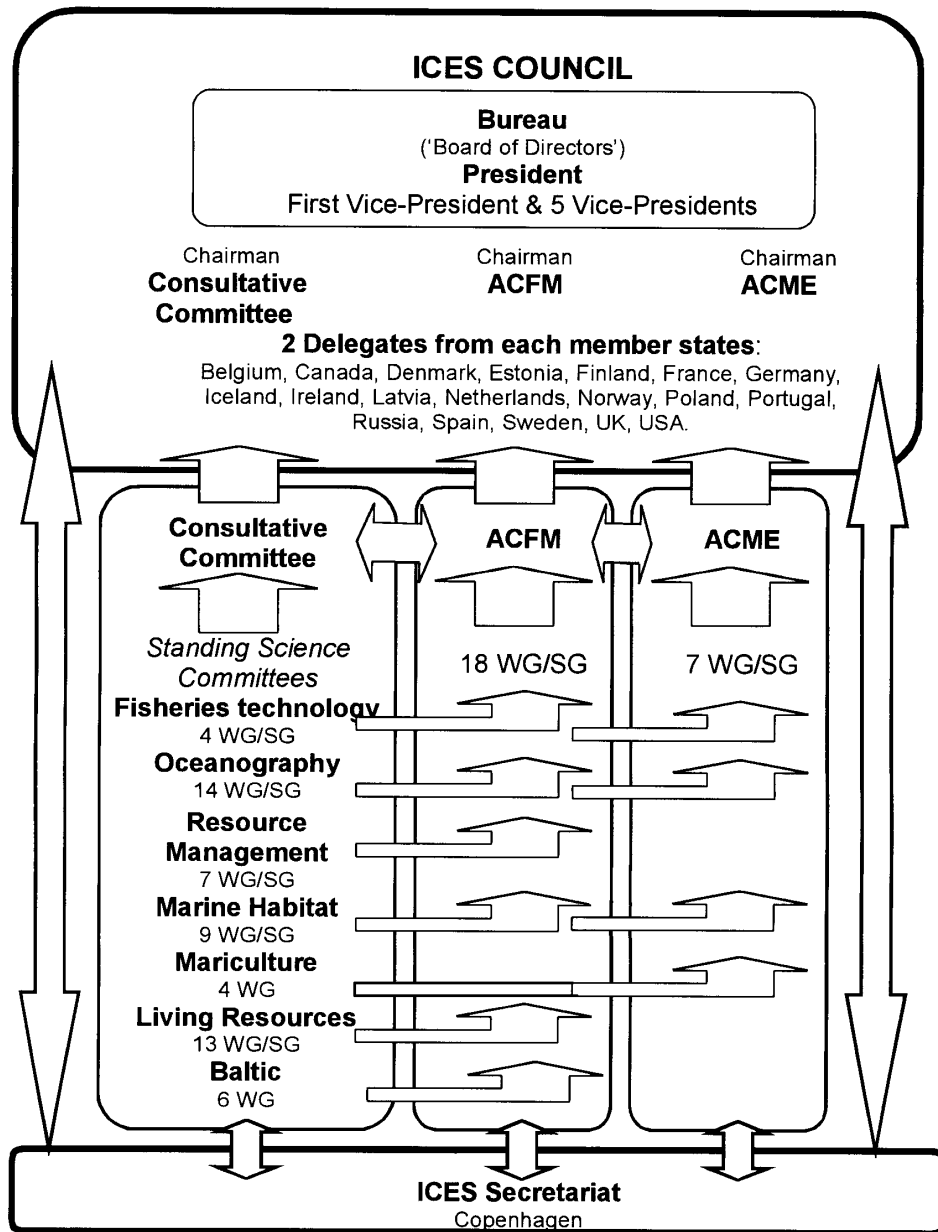 ICES COUNCIL
Bureau
('Board of Directors')
President
First Vice-President & 5 Vice-Presidents
Chairman
Consultative
Committee
Chairman
ACFM
Chairman
ACME
2 Delegates from each member states:
Belgium, Canada, Denmark, Estonia, Finland, France, Germany,
Iceland, Ireland, Latvia, Netherlands, Norway, Poland, Portugal,
Russia, Spain, Sweden, UK, USA.
Consultative
Committee
Standing Science
Committees
Fisheries technology
4 WG/SG
Oceanography
14 WG/SG
Resource
Management
7 WG/SG
Marine Habitat
9 WG/SG
Mariculture
4 WG
Living Resources
13 WG/SG
Baltic
6 WG
ACFM
18 WG/SG
ACME
7 WG/SG
ICES Secretariat
Copenhagen